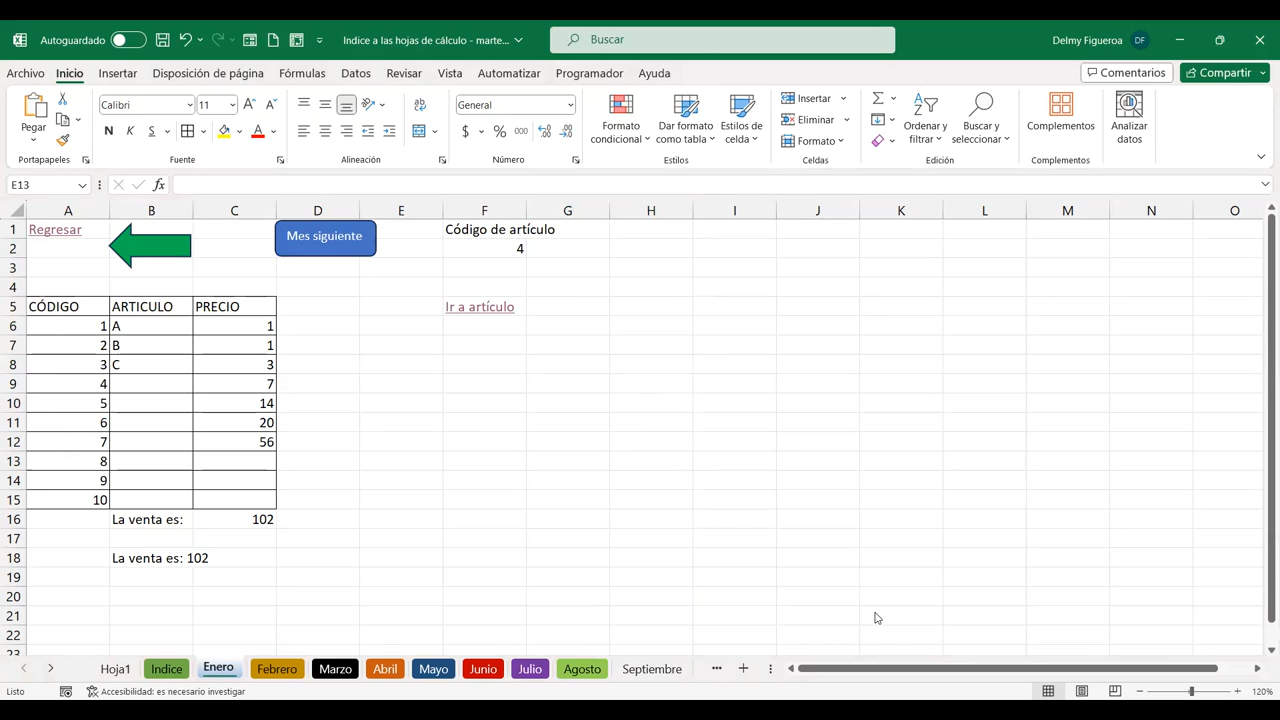 Autoguardado Indice a las hojas de cálculo - marte... Buscar Delmy Figueroa DF
Archivo Inicio Insertar Disposición de página Fórmulas Datos Revisar Vista Automatizar Programador Ayuda Comentarios Compartir
Pegar Calibri 11 A A ab General Formato condicional Dar formato como tabla Estilos de celda Insertar Eliminar Formato Ordenar y filtrar Buscar y seleccionar Complementos Analizar datos
N K S A $ % 000
Portapapeles Fuente Alineación Número Estilos Celdas Edición Complementos
E13 fx
A B C D E F G H I J K L M N O
1 Regresar Mes siguiente Código de artículo
2 4
3
4
5 CÓDIGO ARTICULO PRECIO Ir a artículo
6 1 A 1
7 2 B 1
8 3 C 3
9 4 7
10 5 14
11 6 20
12 7 56
13 8
14 9
15 10
16 La venta es: 102
17
18 La venta es: 102
19
20
21
22
23
Hoja1 Indice Enero Febrero Marzo Abril Mayo Junio Julio Agosto Septiembre ...
Listo Accesibilidad: es necesario investigar 120%